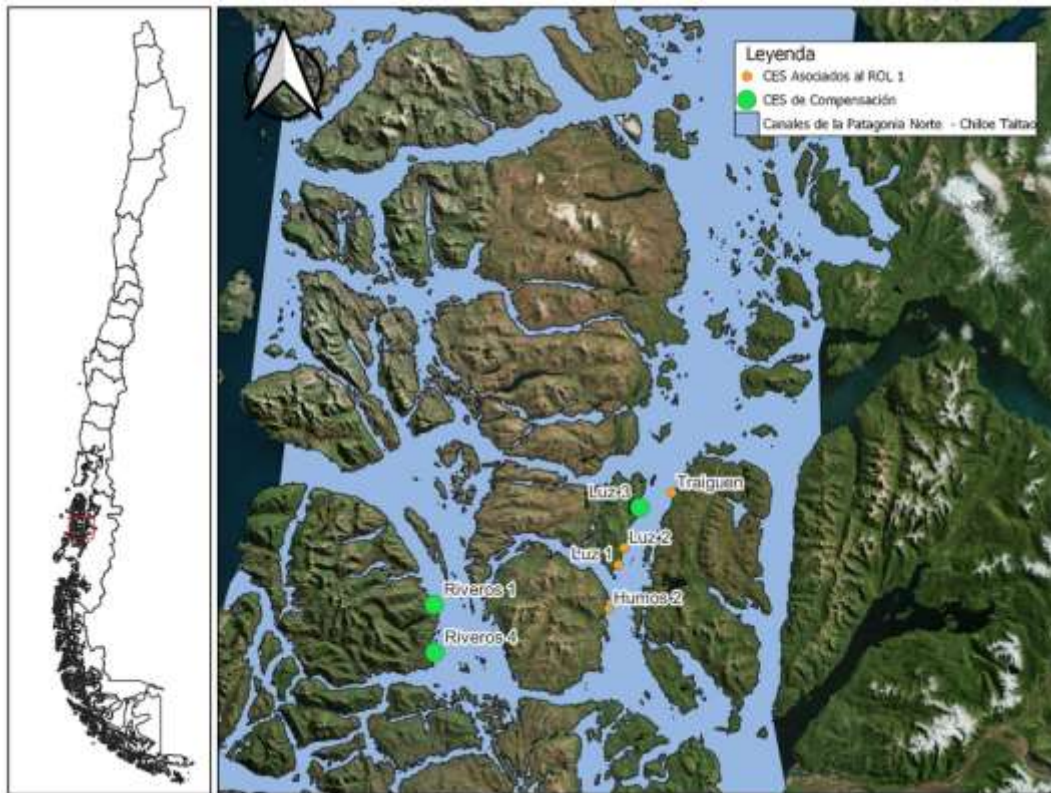 Leyenda
CES Asociados al ROL 1
CES de Compensación
Canales de la Patagonia Norte - Chiloe Taitao
Traiguen
Luz 3
Luz 2
Luz 1
Riveros 1
Humos 2
Riveros 4